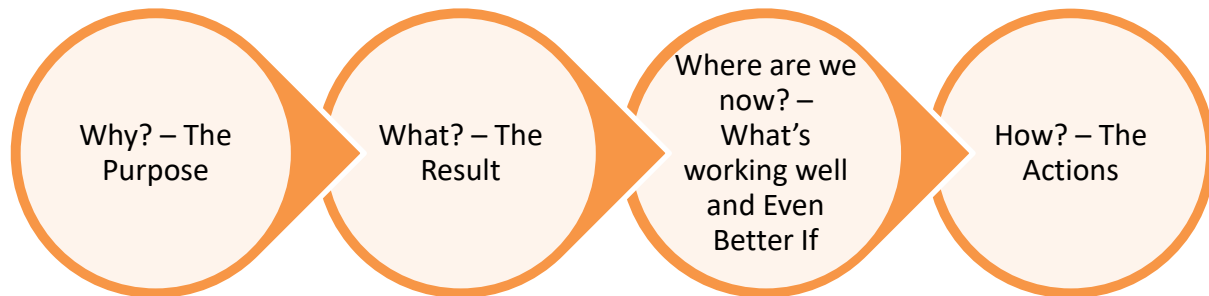 Why? – The
Purpose
What? – The
Result
Where are we
now? –
What’s
working well
and Even
Better If
How? – The
Actions